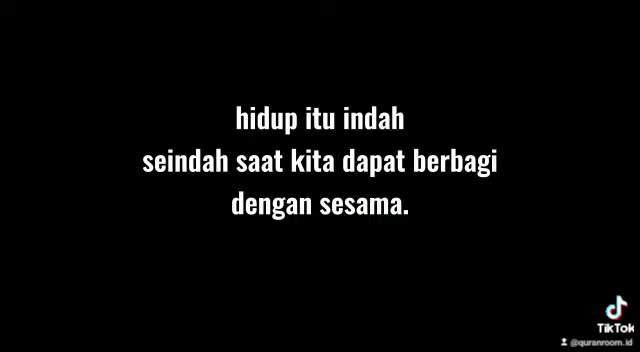 hidup itu indah
seindah saat kita dapat berbagi
dengan sesama.
TikTok
@quranroom.id